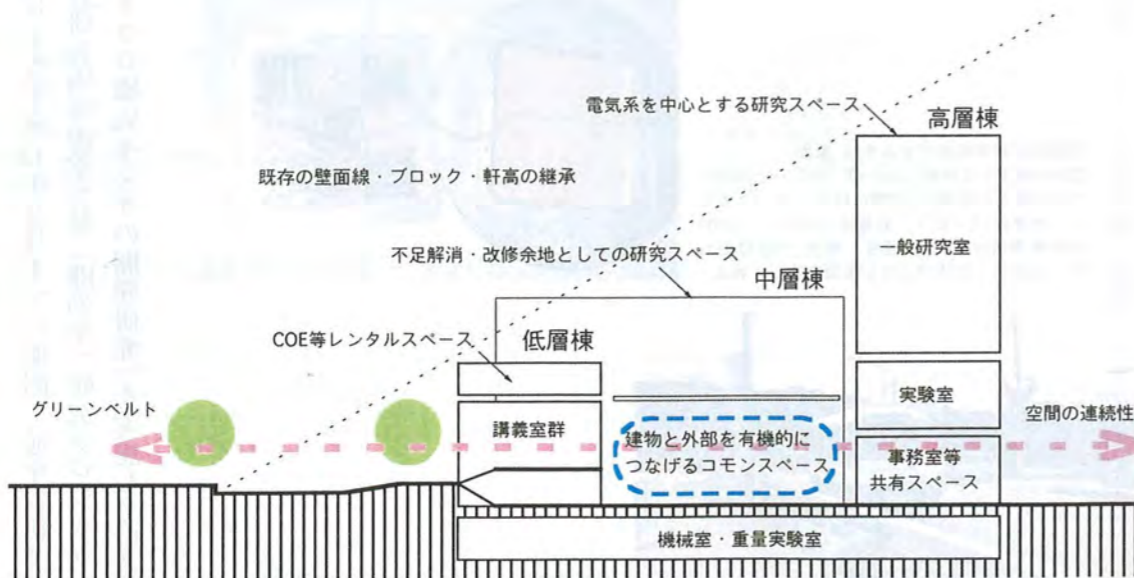 電気系を中心とする研究スペース
高層棟
既存の壁面線・ブロック・軒高の継承
一般研究室
不足解消・改修余地としての研究スペース
中層棟
COE等レンタルスペース
低層棟
グリーンベルト
講義室群
実験室
空間の連続性
建物と外部を有機的に
つなげるコモンスペース
事務室等
共有スペース
機械室・重量実験室